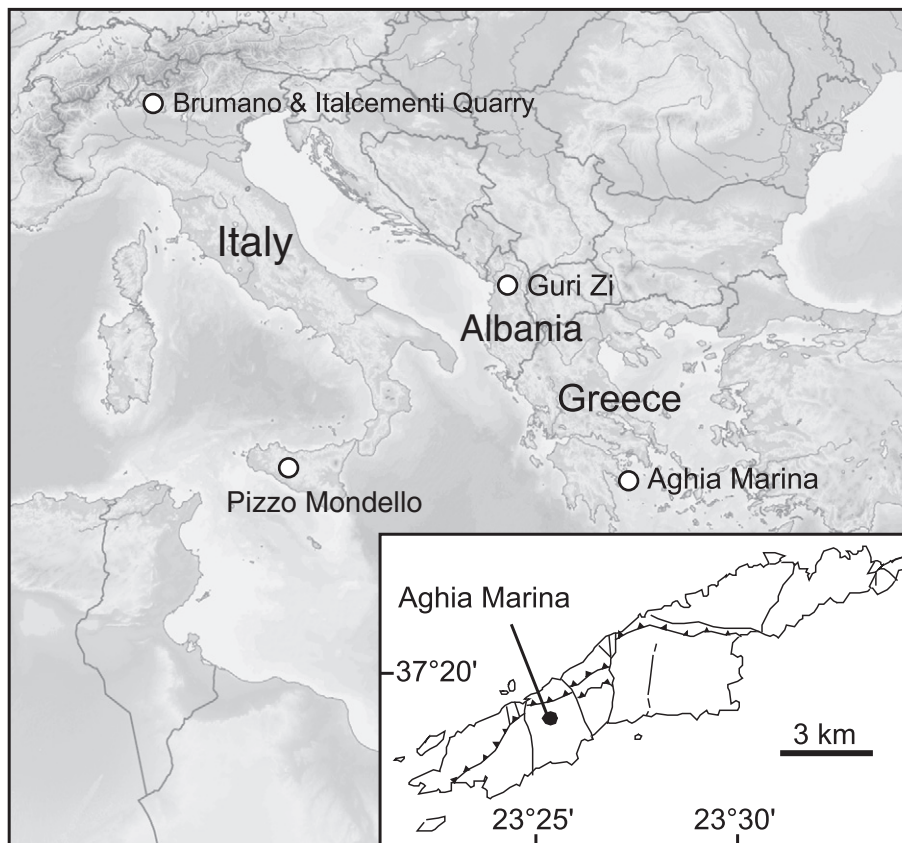 Brumano & Italcementi Quarry
Italy
Guri Zi
Albania
Greece
Aghia Marina
Pizzo Mondello
Aghia Marina
37°20'
3 km
23°25'
23°30'